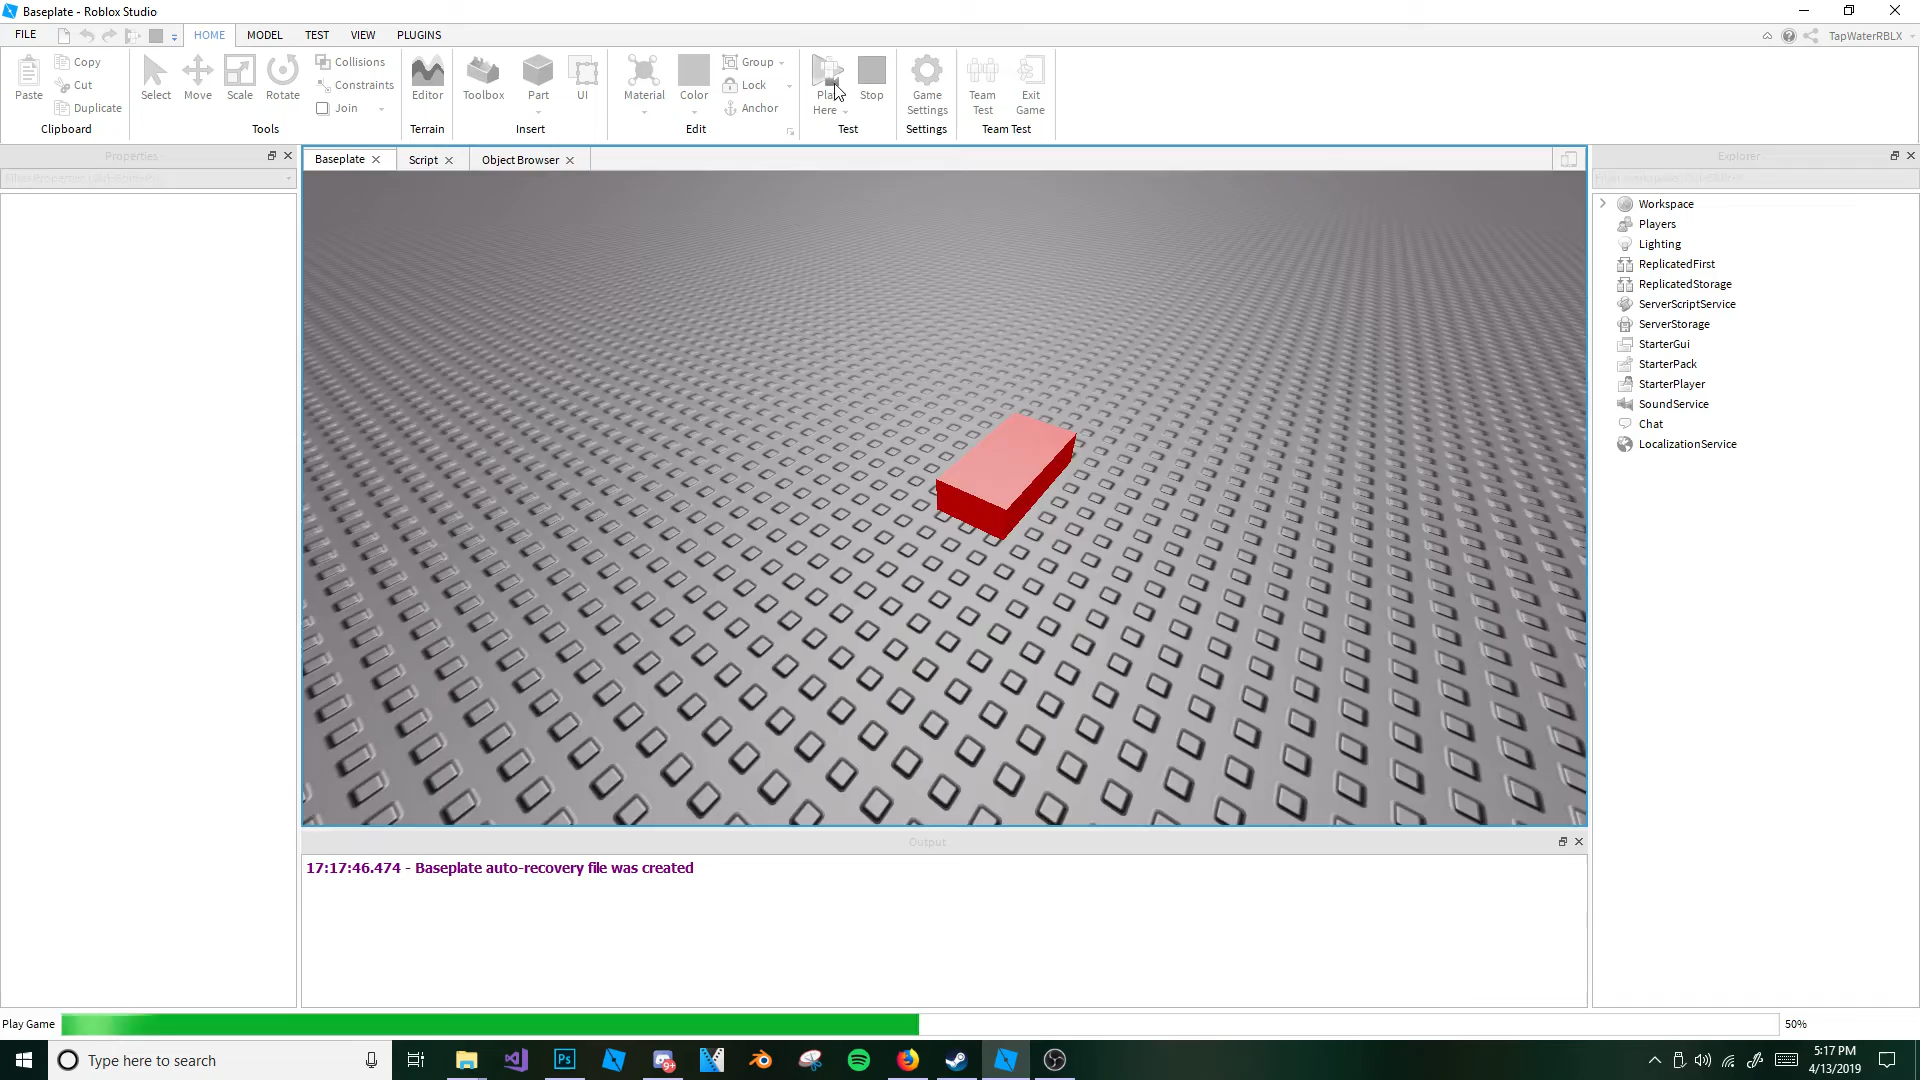 Baseplate - Roblox Studio
FILE HOME MODEL TEST VIEW PLUGINS TapWaterRBLX
Paste Copy Cut Duplicate
Select Move Scale Rotate Collisions Constraints Join
Editor Toolbox Part UI
Material Color Group Lock Anchor
Here Stop
Game Settings Team Test Exit Game
Clipboard Tools Terrain Insert Edit Test Settings Team Test
Properties
Baseplate Script Object Browser
Explorer
Workspace
Players
Lighting
ReplicatedFirst
ReplicatedStorage
ServerScriptService
ServerStorage
StarterGui
StarterPack
StarterPlayer
SoundService
Chat
LocalizationService
Output
17:17:46.474 - Baseplate auto-recovery file was created
Play Game 50%
Type here to search
Ps
9+
5:17 PM
4/13/2019